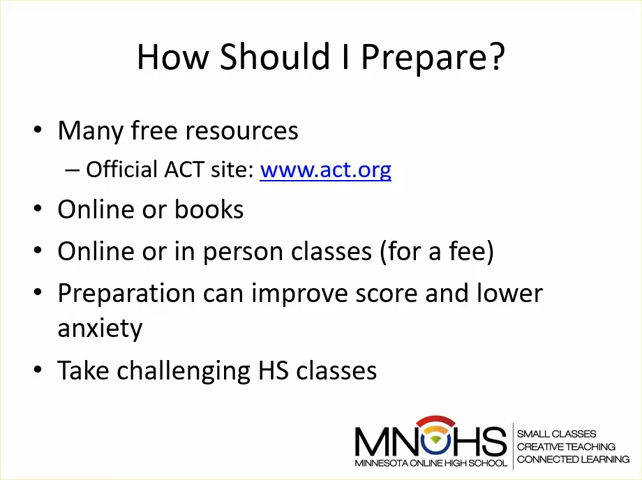 How Should I Prepare?
• Many free resources
– Official ACT site: www.act.org
• Online or books
• Online or in person classes (for a fee)
• Preparation can improve score and lower
anxiety
• Take challenging HS classes
MNOHS
MINNESOTA ONLINE HIGH SCHOOL
SMALL CLASSES
CREATIVE TEACHING
CONNECTED LEARNING